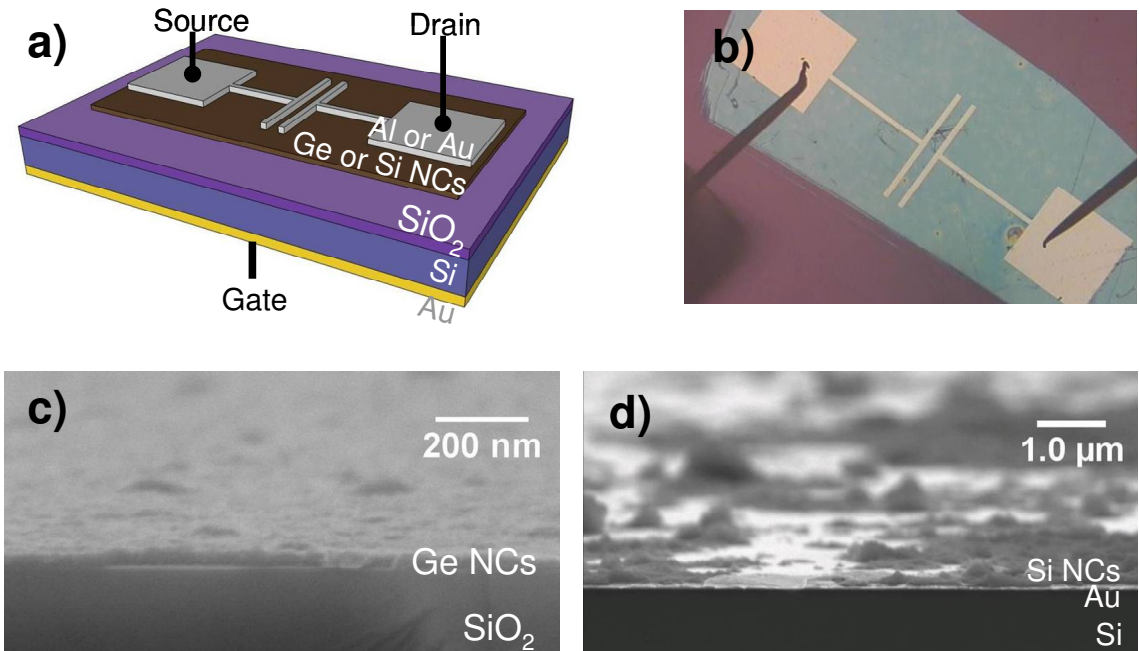 a)
Source
Drain
Al or Au
Ge or Si NCs
SiO2
Si
Gate
Au
b)
c)
200 nm
Ge NCs
SiO2
d)
1.0 µm
Si NCs
Au
Si